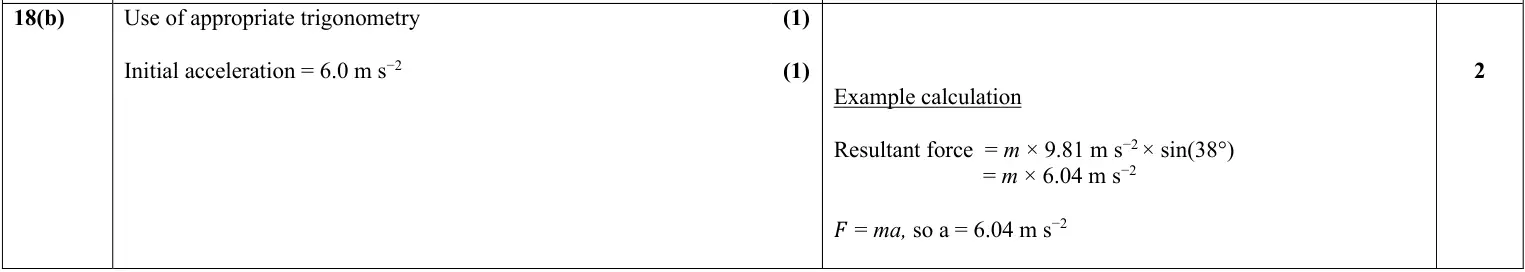 18(b) Use of appropriate trigonometry (1)
Initial acceleration = 6.0 m s⁻² (1) 2
Example calculation
Resultant force = m × 9.81 m s⁻² × sin(38°)
= m × 6.04 m s⁻²
F = ma, so a = 6.04 m s⁻²